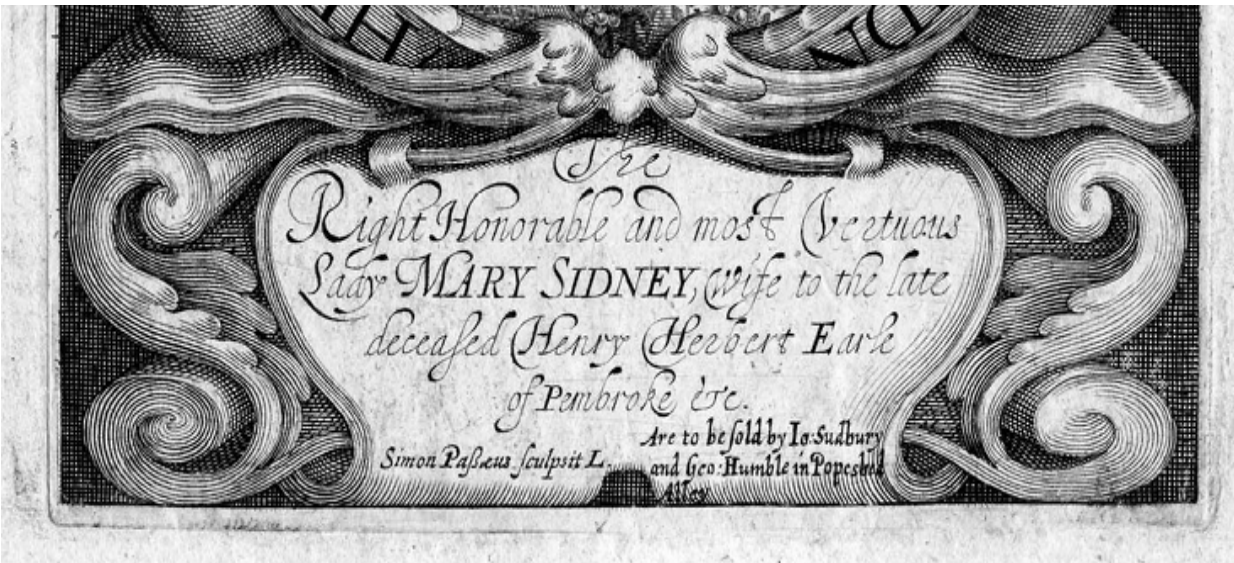 The
Right Honorable and most Vertuous
Lady MARY SIDNEY, wife to the late
deceaſed Henry Herbert Earle
of Pembroke &c.
Simon Paßæus ſculpsit L.
Are to be ſold by Io: Sudbury
and Geo: Humble in Popeshed
Alley